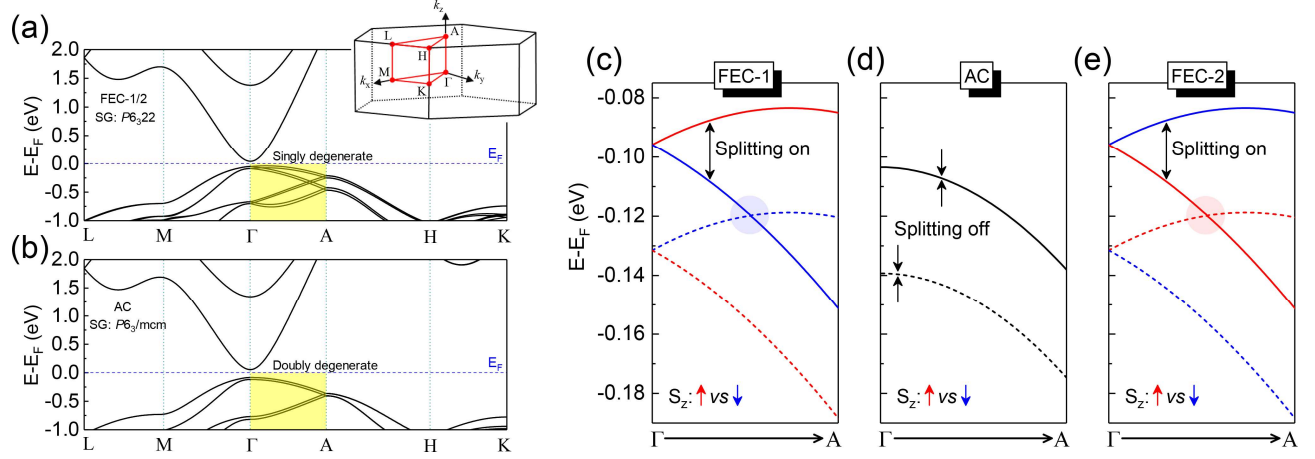 (a)
2.0
1.5
1.0
0.5
0.0
-0.5
-1.0
E-E_F (eV)
FEC-1/2
SG: P6_322
Singly degenerate
E_F
L M Γ A H K
k_z
L A
H
k_x M k_y
K Γ
(b)
2.0
1.5
1.0
0.5
0.0
-0.5
-1.0
E-E_F (eV)
AC
SG: P6_3/mcm
Doubly degenerate
E_F
L M Γ A H K
(c)
FEC-1
-0.08
-0.10
-0.12
-0.14
-0.16
-0.18
E-E_F (eV)
Splitting on
S_z: ↑ vs ↓
Γ → A
(d)
AC
Splitting off
S_z: ↑ vs ↓
Γ → A
(e)
FEC-2
Splitting on
S_z: ↑ vs ↓
Γ → A